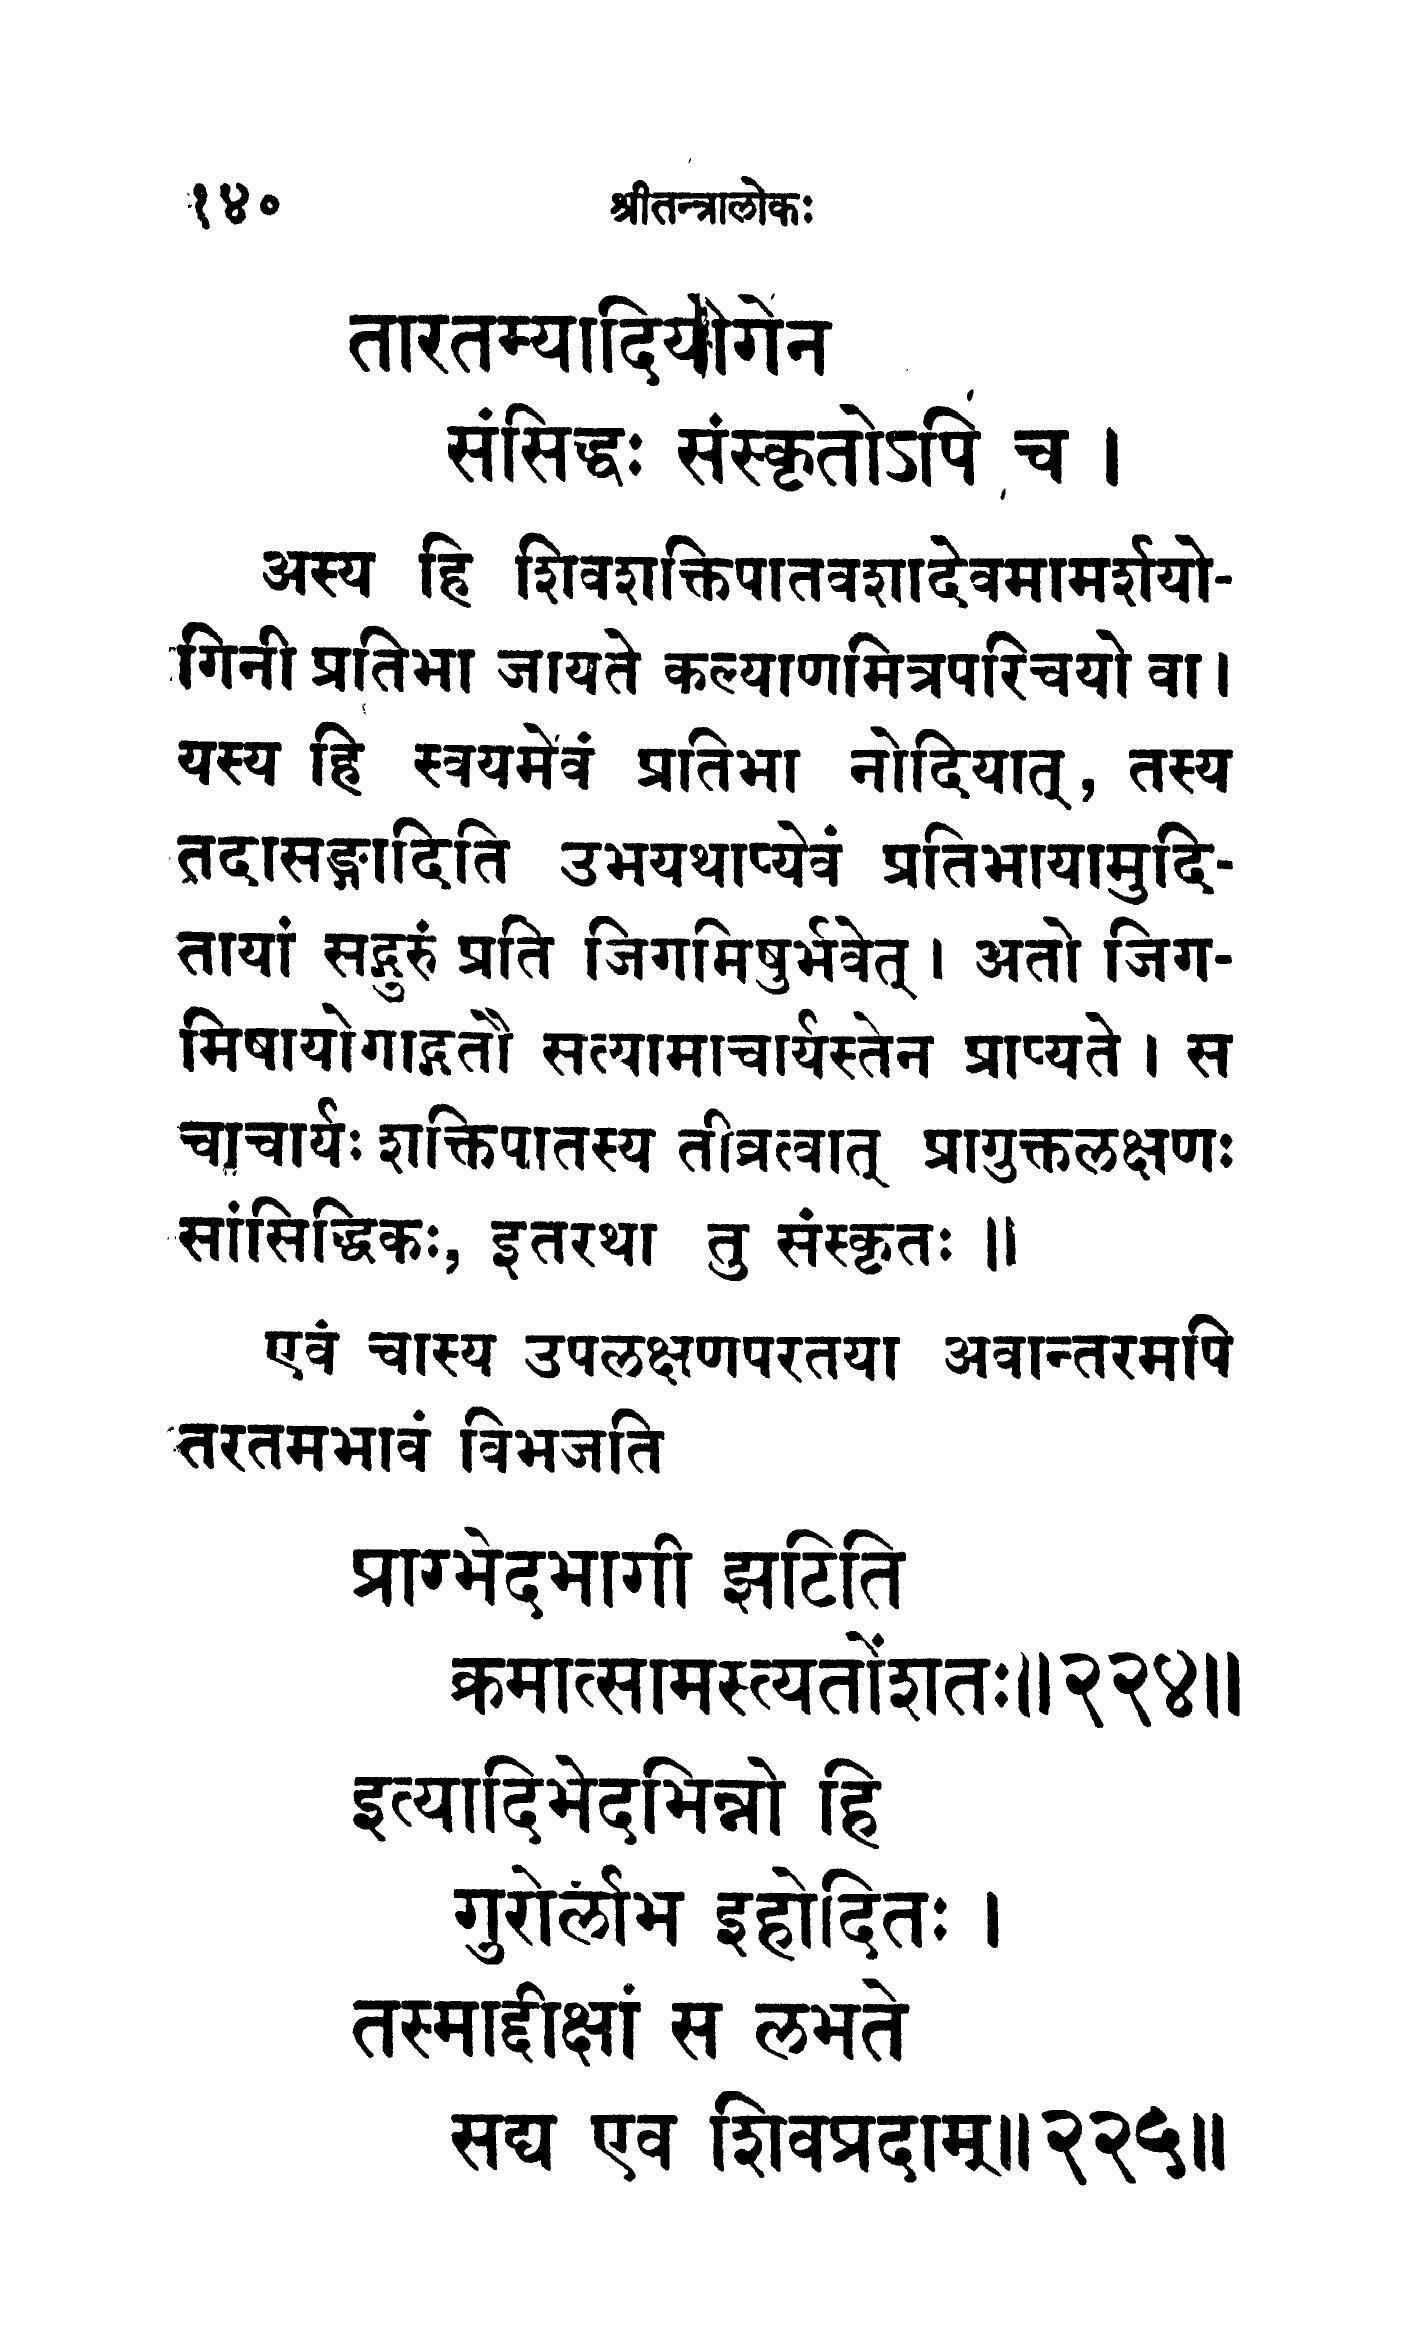 १४०
श्रीतन्त्रालोकः
तारतम्यादियोगेन
संसिद्धः संस्कृतोऽपि च ।
अस्य हि शिवशक्तिपातवशादेवमामर्शयो-
गिनी प्रतिभा जायते कल्याणमित्रपरिचयो वा ।
यस्य हि स्वयमेवं प्रतिभा नोदियात्, तस्य
तदासङ्गादिति उभयथाप्येवं प्रतिभायामुदि-
तायां सद्गुरुं प्रति जिगमिषुर्भवेत् । अतो जिग-
मिषायोगाद्गतौ सत्यामाचार्यस्तेन प्राप्यते । स
चाचार्यः शक्तिपातस्य तीव्रत्वात् प्रागुक्तलक्षणः
सांसिद्धिकः, इतरथा तु संस्कृतः ॥
एवं चास्य उपलक्षणपरतया अवान्तरमपि
तरतमभावं विभजति
प्राग्भेदभागी झटिति
क्रमात्सामस्त्यतोंशतः॥२२४॥
इत्यादिभेदभिन्नो हि
गुरोर्लाभ इहोदितः ।
तस्माद्दीक्षां स लभते
सद्य एव शिवप्रदाम्॥२२५॥